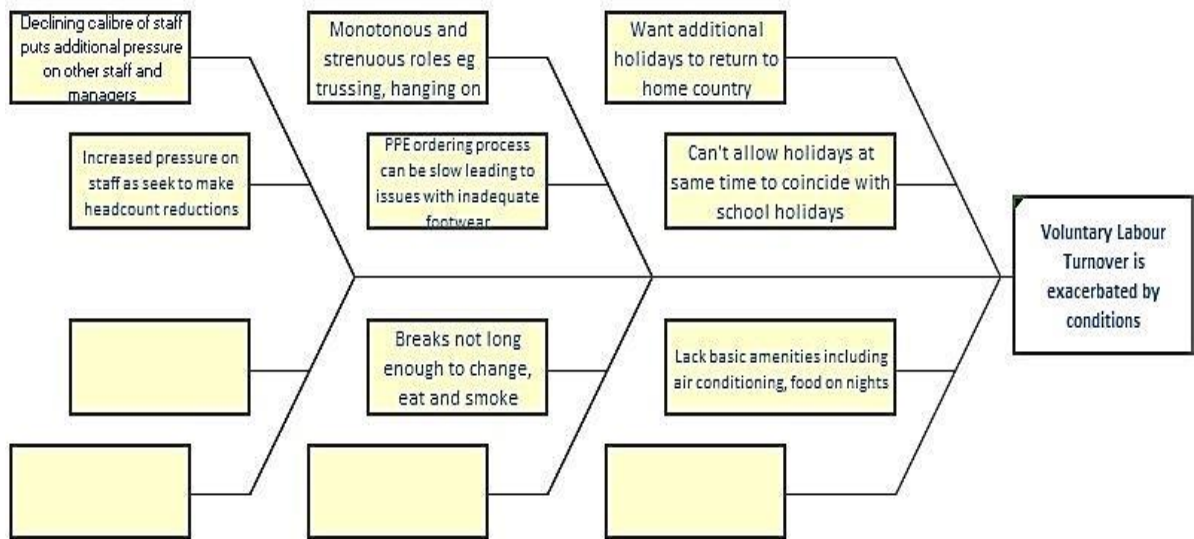 Declining calibre of staff
puts additional pressure
on other staff and
managers
Monotonous and
strenuous roles eg
trussing, hanging on
Want additional
holidays to return to
home country
Increased pressure on
staff as seek to make
headcount reductions
PPE ordering process
can be slow leading to
issues with inadequate
footwear
Can't allow holidays at
same time to coincide with
school holidays
Voluntary Labour
Turnover is
exacerbated by
conditions
Breaks not long
enough to change,
eat and smoke
Lack basic amenities including
air conditioning, food on nights